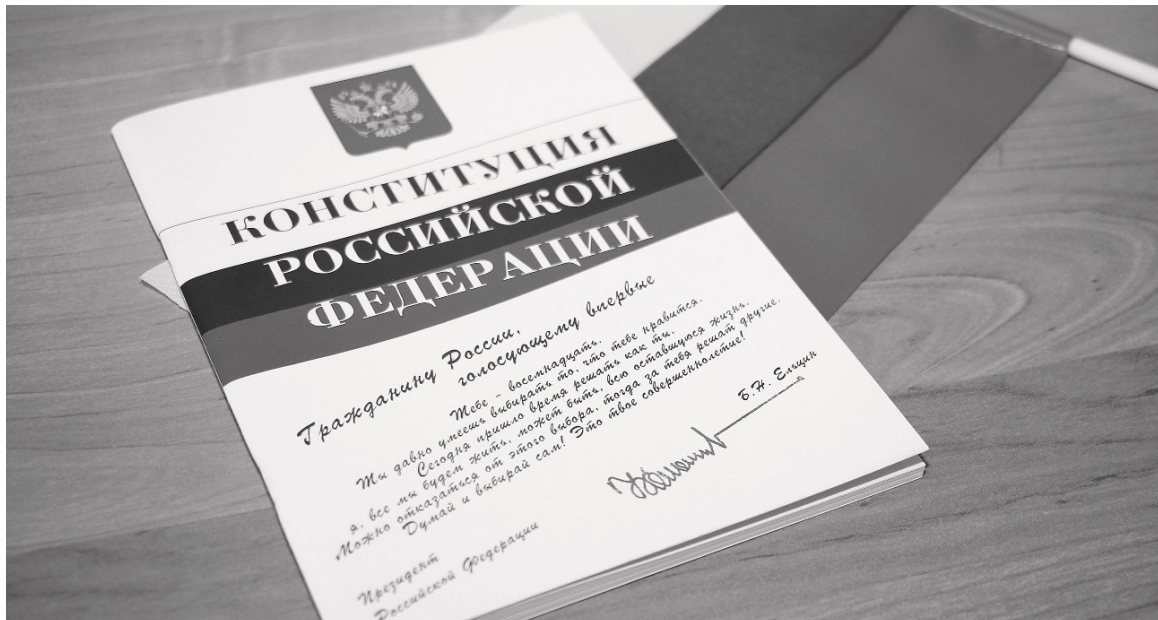 КОНСТИТУЦИЯ
РОССИЙСКОЙ
ФЕДЕРАЦИИ
Гражданину России,
голосующему впервые
Тебе - восемнадцать.
Ты давно умеешь выбирать то, что тебе нравится.
Сегодня пришло время решать как ты,
я, все мы будем жить, может быть, всю оставшуюся жизнь.
Можно отказаться от этого выбора, тогда за тебя решат другие.
Думай и выбирай сам! Это твое совершеннолетие!
Президент
Российской Федерации
Б.Н. Ельцин